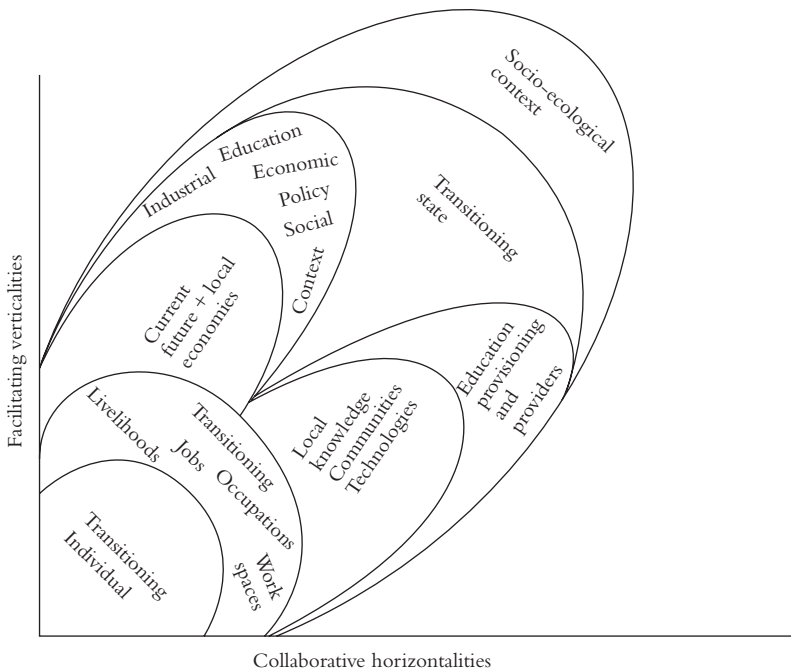 Socio-ecological
context
Education
Economic
Industrial
Policy
Social
Context
Transitioning
state
Current
future + local
economies
Education
provisioning
and
providers
Local
knowledge
Communities
Technologies
Transitioning
Livelihoods
Jobs
Occupations
Work
spaces
Transitioning
Individual
Facilitating verticalities
Collaborative horizontalities